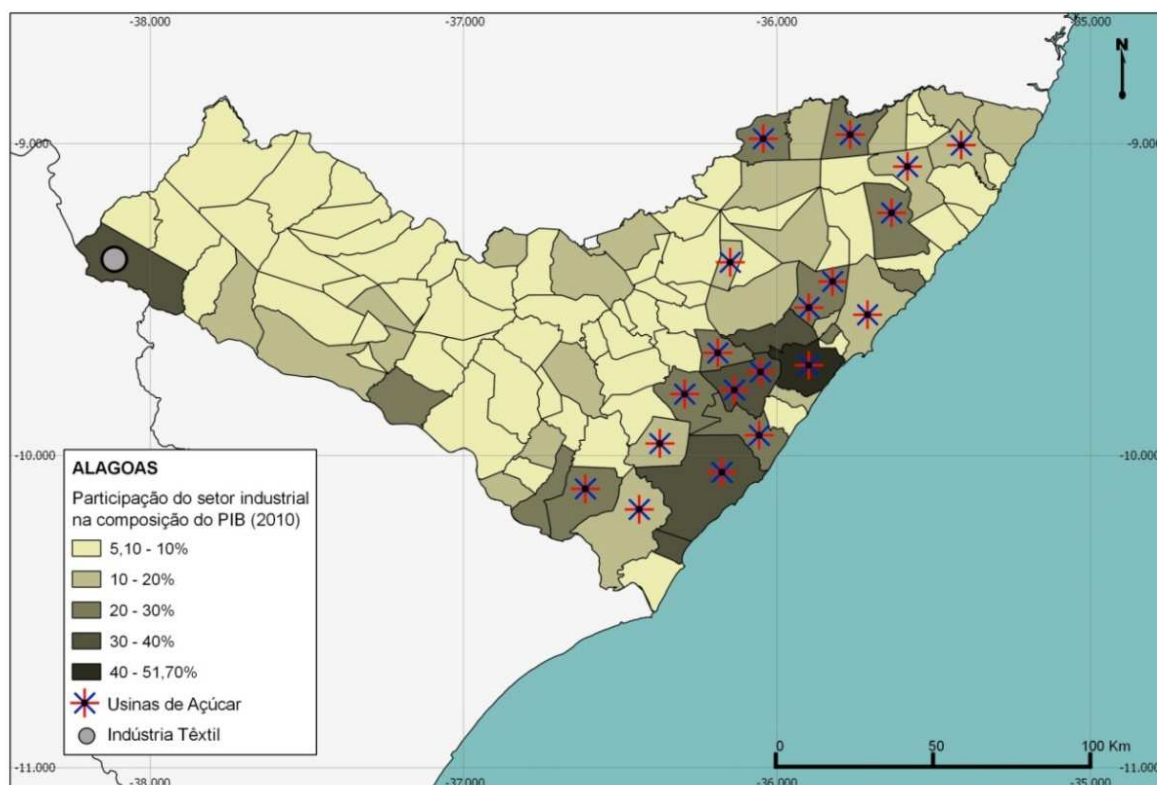 -38.000 -37.000 -36.000 -35.000
N
-9.000 -9.000
-10.000 -10.000
ALAGOAS
Participação do setor industrial
na composição do PIB (2010)
5,10 - 10%
10 - 20%
20 - 30%
30 - 40%
40 - 51,70%
Usinas de Açúcar
Indústria Têxtil
0 50 100 Km
-11.000 -11.000
-38.000 -37.000 -36.000 -35.000